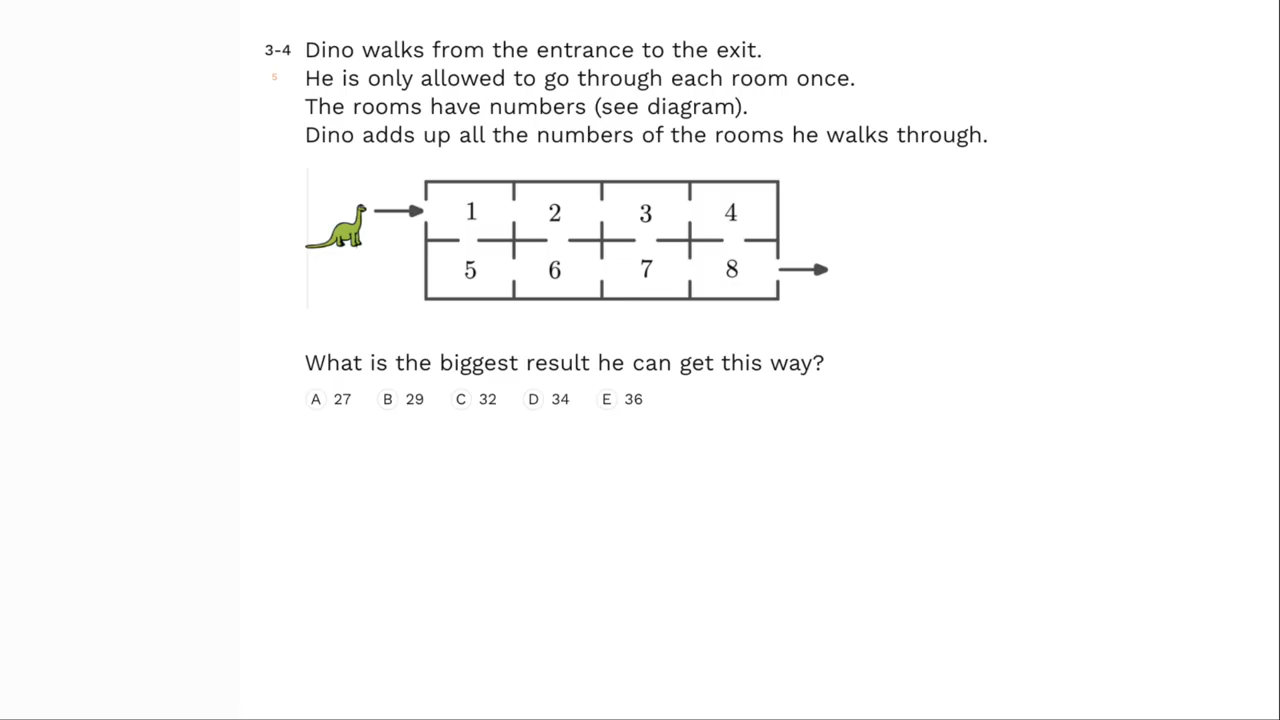 3-4 Dino walks from the entrance to the exit.
5 He is only allowed to go through each room once.
The rooms have numbers (see diagram).
Dino adds up all the numbers of the rooms he walks through.
1 2 3 4
5 6 7 8
What is the biggest result he can get this way?
A 27 B 29 C 32 D 34 E 36